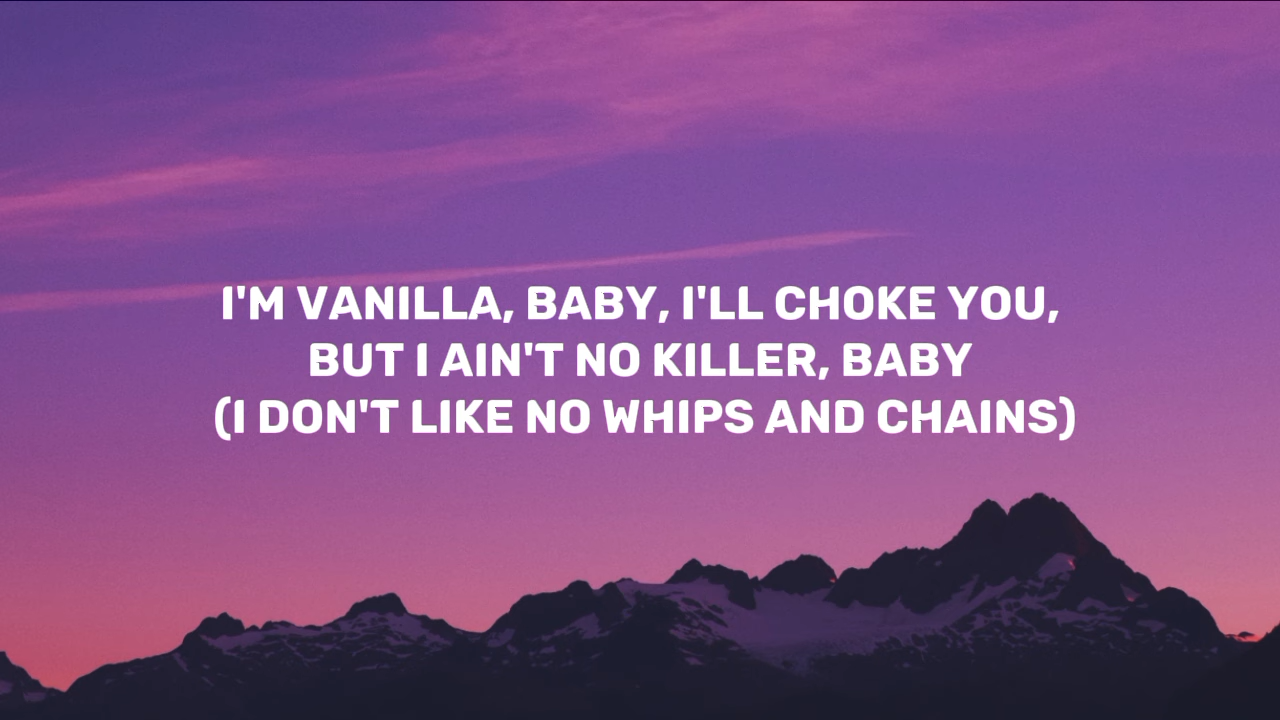 I'M VANILLA, BABY, I'LL CHOKE YOU,
BUT I AIN'T NO KILLER, BABY
(I DON'T LIKE NO WHIPS AND CHAINS)